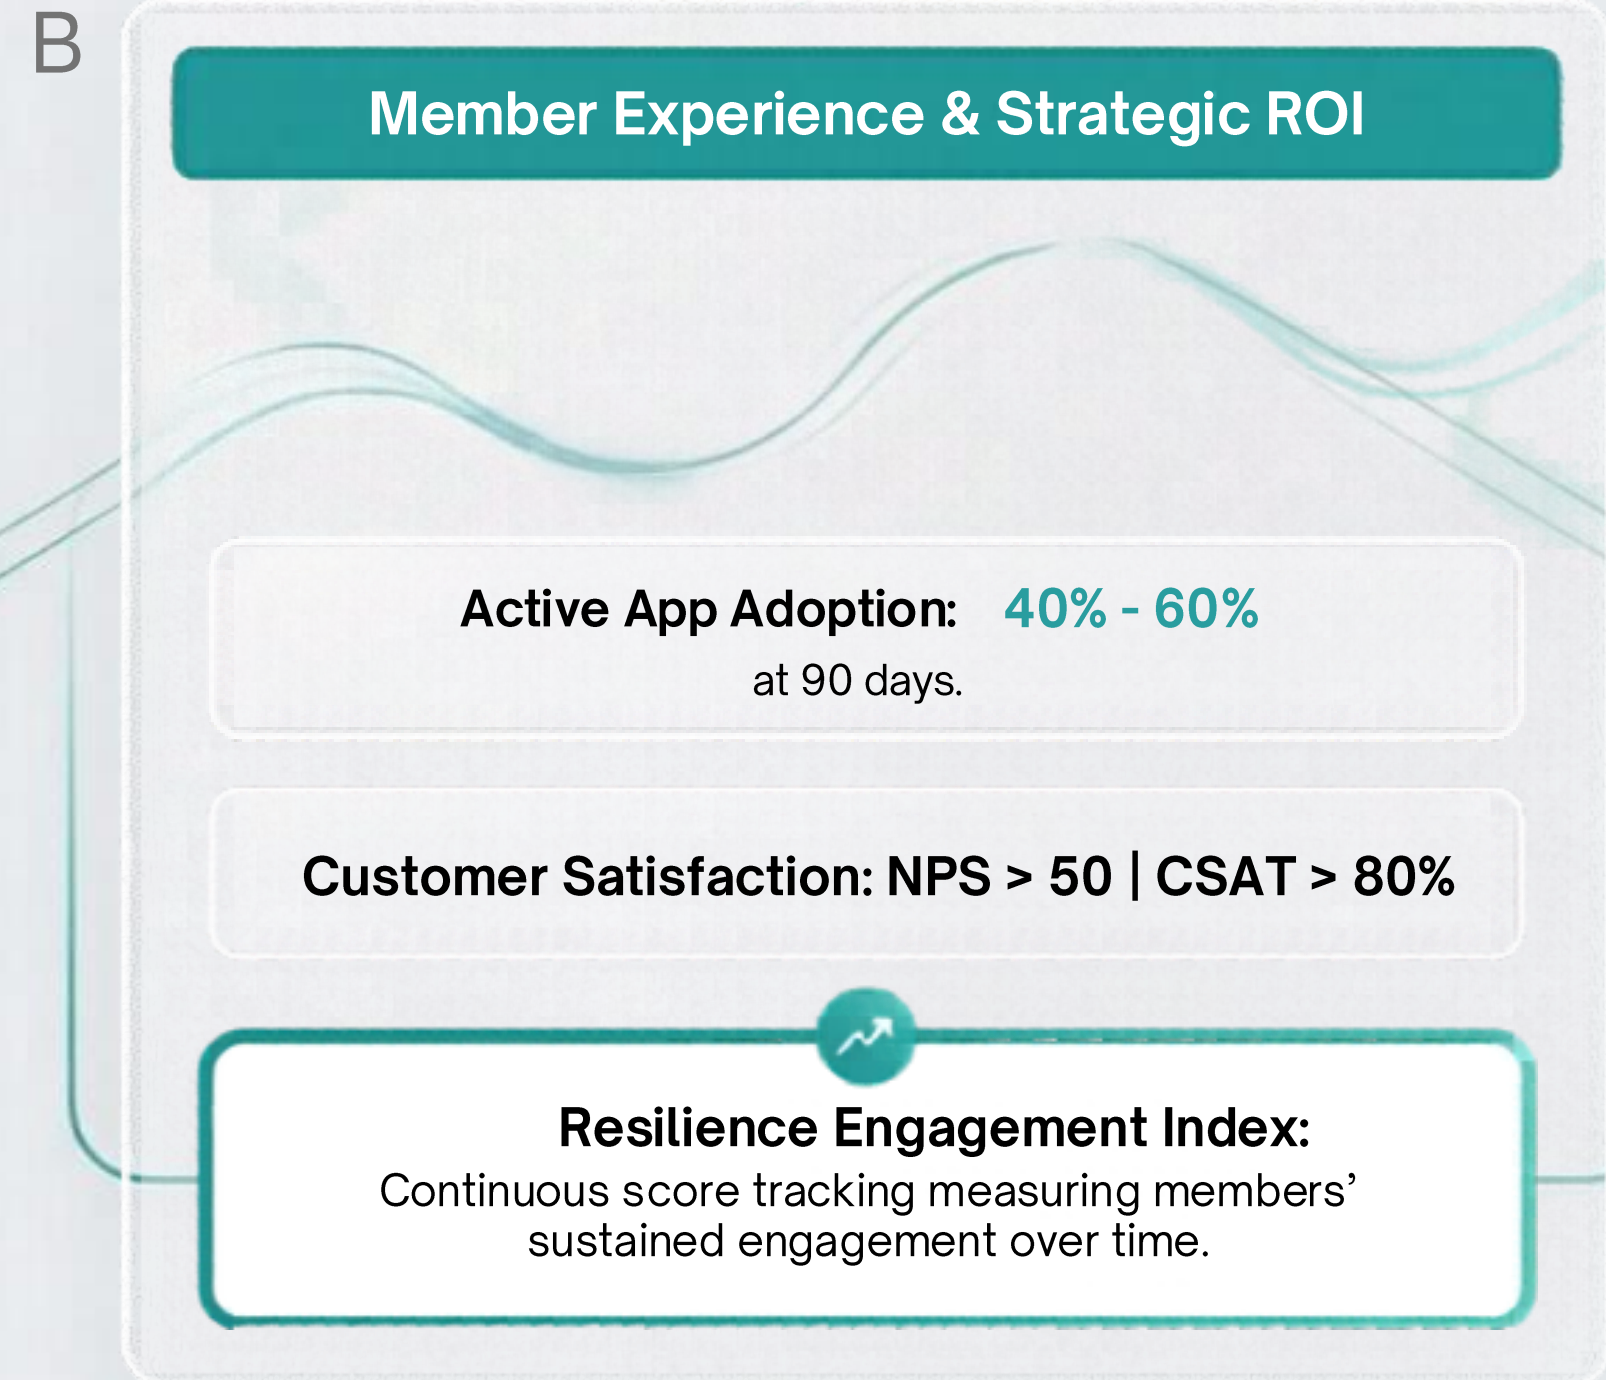 B
Member Experience & Strategic ROI
Active App Adoption: 40% - 60%
at 90 days.
Customer Satisfaction: NPS > 50 | CSAT > 80%
Resilience Engagement Index:
Continuous score tracking measuring members’
sustained engagement over time.